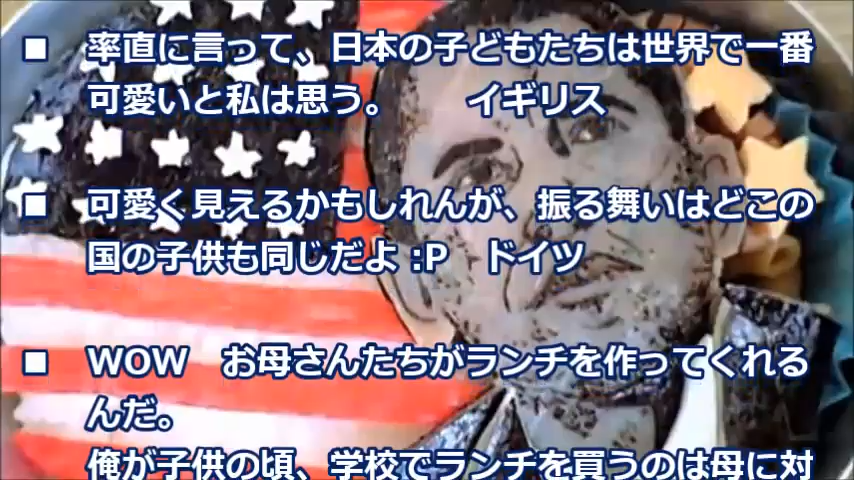 ■ 率直に言って、日本の子どもたちは世界で一番
可愛いと私は思う。 イギリス
■ 可愛く見えるかもしれんが、振る舞いはどこの
国の子供も同じだよ :P ドイツ
■ WOW お母さんたちがランチを作ってくれる
んだ。
俺が子供の頃、学校でランチを買うのは母に対